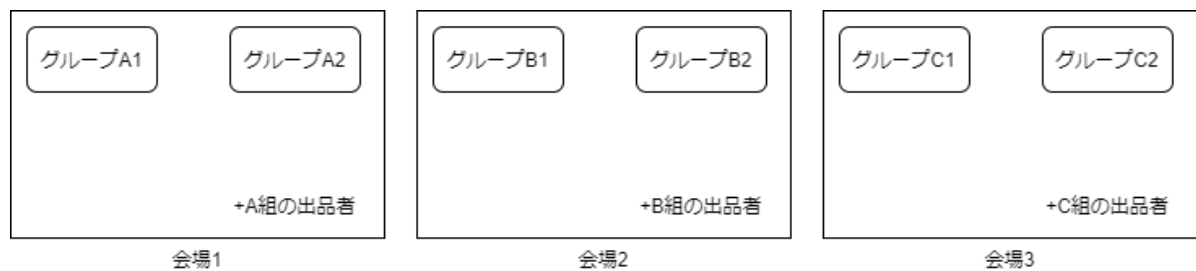 グループA1
グループA2
+A組の出品者
会場1
グループB1
グループB2
+B組の出品者
会場2
グループC1
グループC2
+C組の出品者
会場3